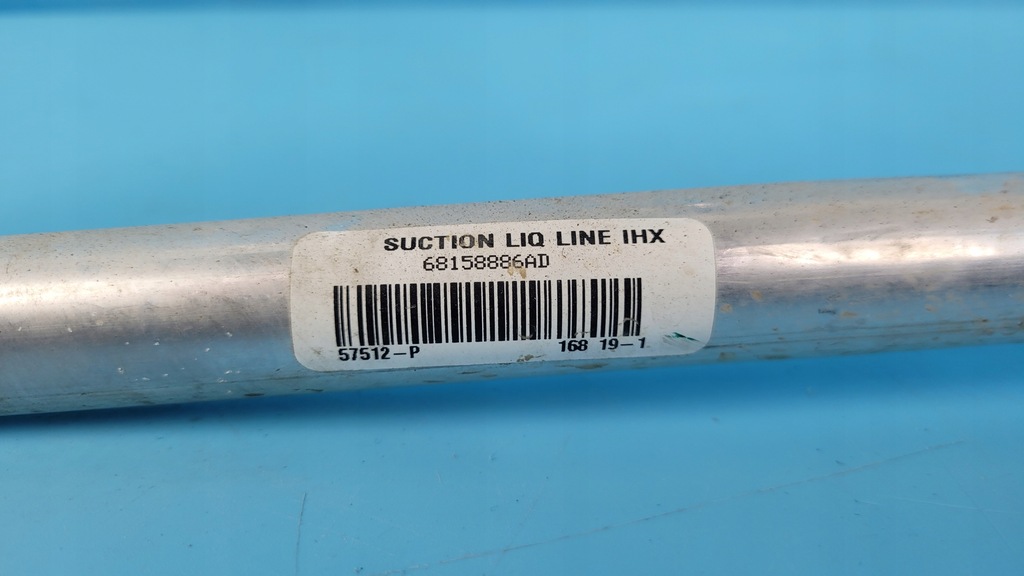 SUCTION LIQ LINE IHX
68158886AD
57512-P 168 19-1